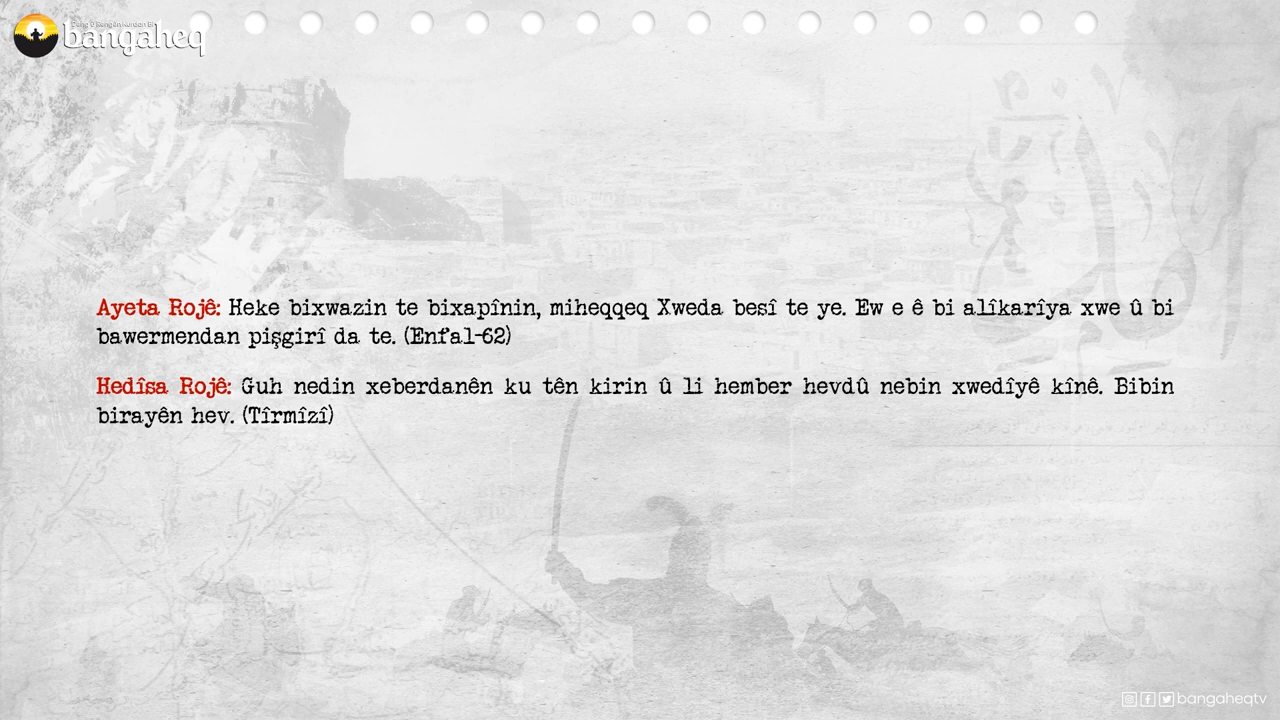 bangaheq
Ayeta Rojê: Heke bixwazin te bixapînin, miheqqeq Xweda besî te ye. Ew e ê bi alîkarîya xwe û bi
bawermendan pişgirî da te. (Enfal-62)
Hedîsa Rojê: Guh nedin xeberdanên ku tên kirin û li hember hevdû nebin xwedîyê kînê. Bibin
birayên hev. (Tîrmîzî)
bangaheqtv